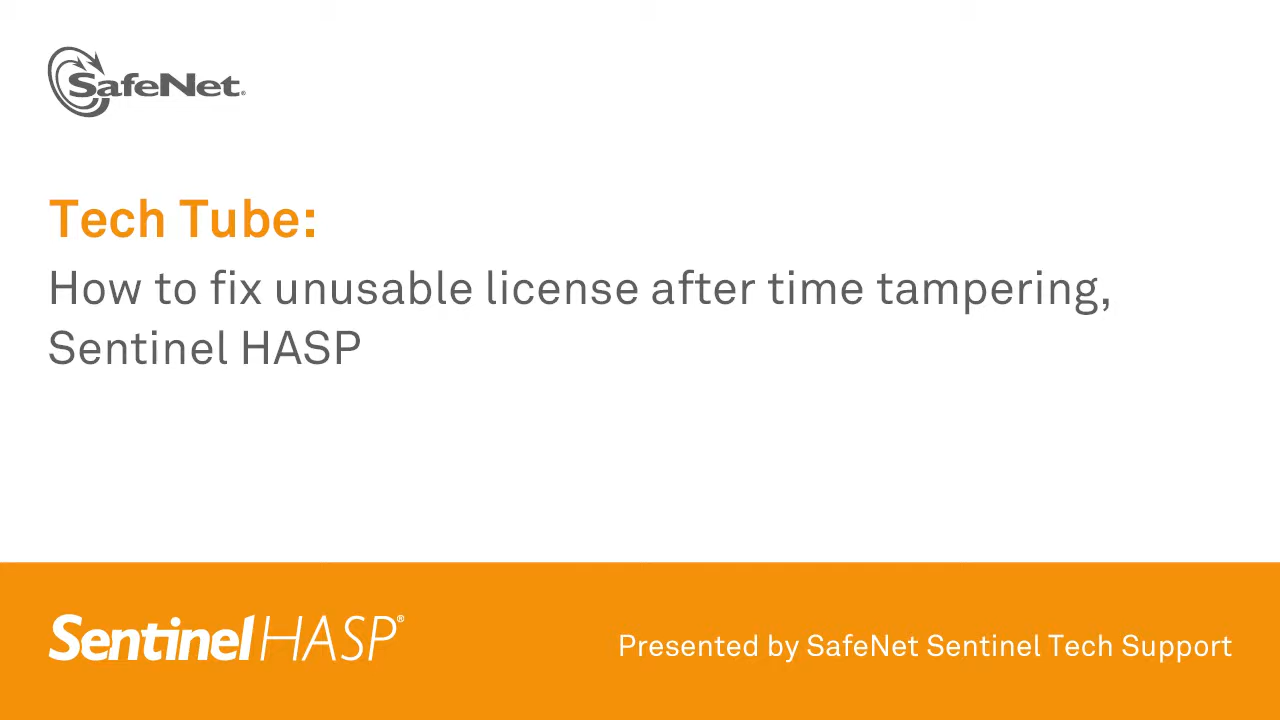 SafeNet®
Tech Tube:
How to fix unusable license after time tampering,
Sentinel HASP
Sentinel HASP®
Presented by SafeNet Sentinel Tech Support